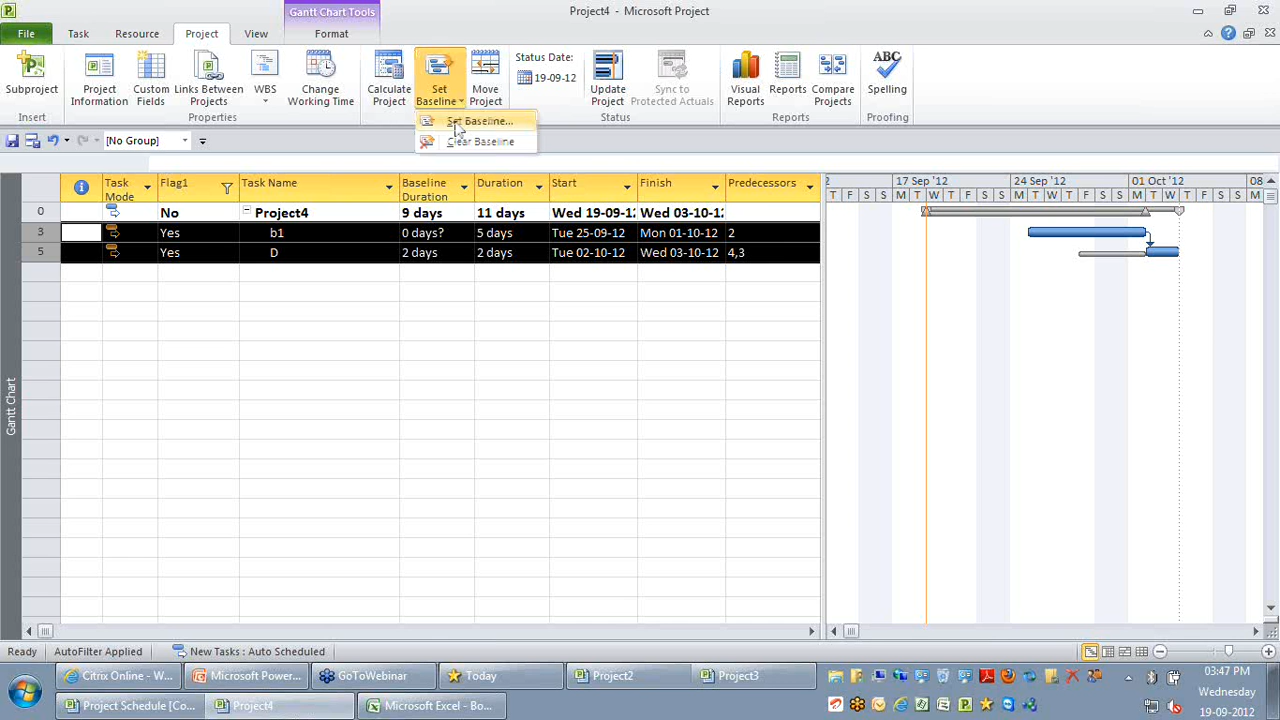 Gantt Chart Tools
Project4 - Microsoft Project
File Task Resource Project View Format
Subproject
Project Information
Custom Fields
Links Between Projects
WBS
Change Working Time
Calculate Project
Set Baseline
Move Project
Status Date:
19-09-12
Update Project
Sync to Protected Actuals
Visual Reports
Reports
Compare Projects
ABC
Spelling
Insert Properties Status Reports Proofing
Set Baseline...
Clear Baseline
[No Group]
Task Mode Flag1 Task Name Baseline Duration Duration Start Finish Predecessors
2 17 Sep '12 24 Sep '12 01 Oct '12 08
T F S S M T W T F S S M T W T F S S M T W T F S S M
0 No Project4 9 days 11 days Wed 19-09-12 Wed 03-10-12
3 Yes b1 0 days? 5 days Tue 25-09-12 Mon 01-10-12 2
5 Yes D 2 days 2 days Tue 02-10-12 Wed 03-10-12 4,3
Gantt Chart
Ready AutoFilter Applied New Tasks : Auto Scheduled
Citrix Online - W... Microsoft Powe... GoToWebinar Today Project2 Project3
Project Schedule [Co... Project4 Microsoft Excel - Bo...
03:47 PM
Wednesday
19-09-2012